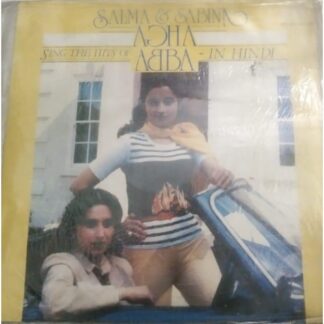 SALMA & SABINA
AGHA
SING THE HITS OF ABBA - IN HINDI